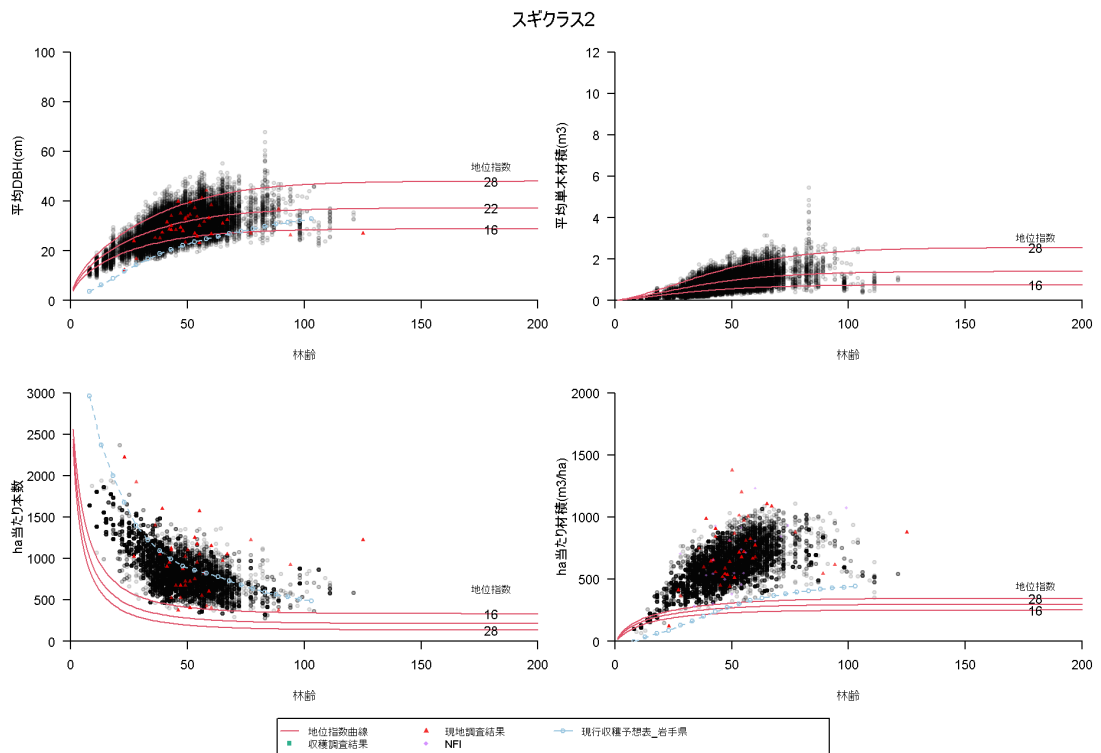 スギクラス2
平均DBH(cm)
100
80
60
40
20
0
地位指数
28
22
16
0 50 100 150 200
林齢
平均単木材積(m3)
12
10
8
6
4
2
0
地位指数
28
16
0 50 100 150 200
林齢
ha当たり本数
3000
2500
2000
1500
1000
500
0
地位指数
16
28
0 50 100 150 200
林齢
ha当たり材積(m3/ha)
2000
1500
1000
500
0
地位指数
28
16
0 50 100 150 200
林齢
地位指数曲線 現地調査結果 現行収穫予想表_岩手県
収穫調査結果 NFI